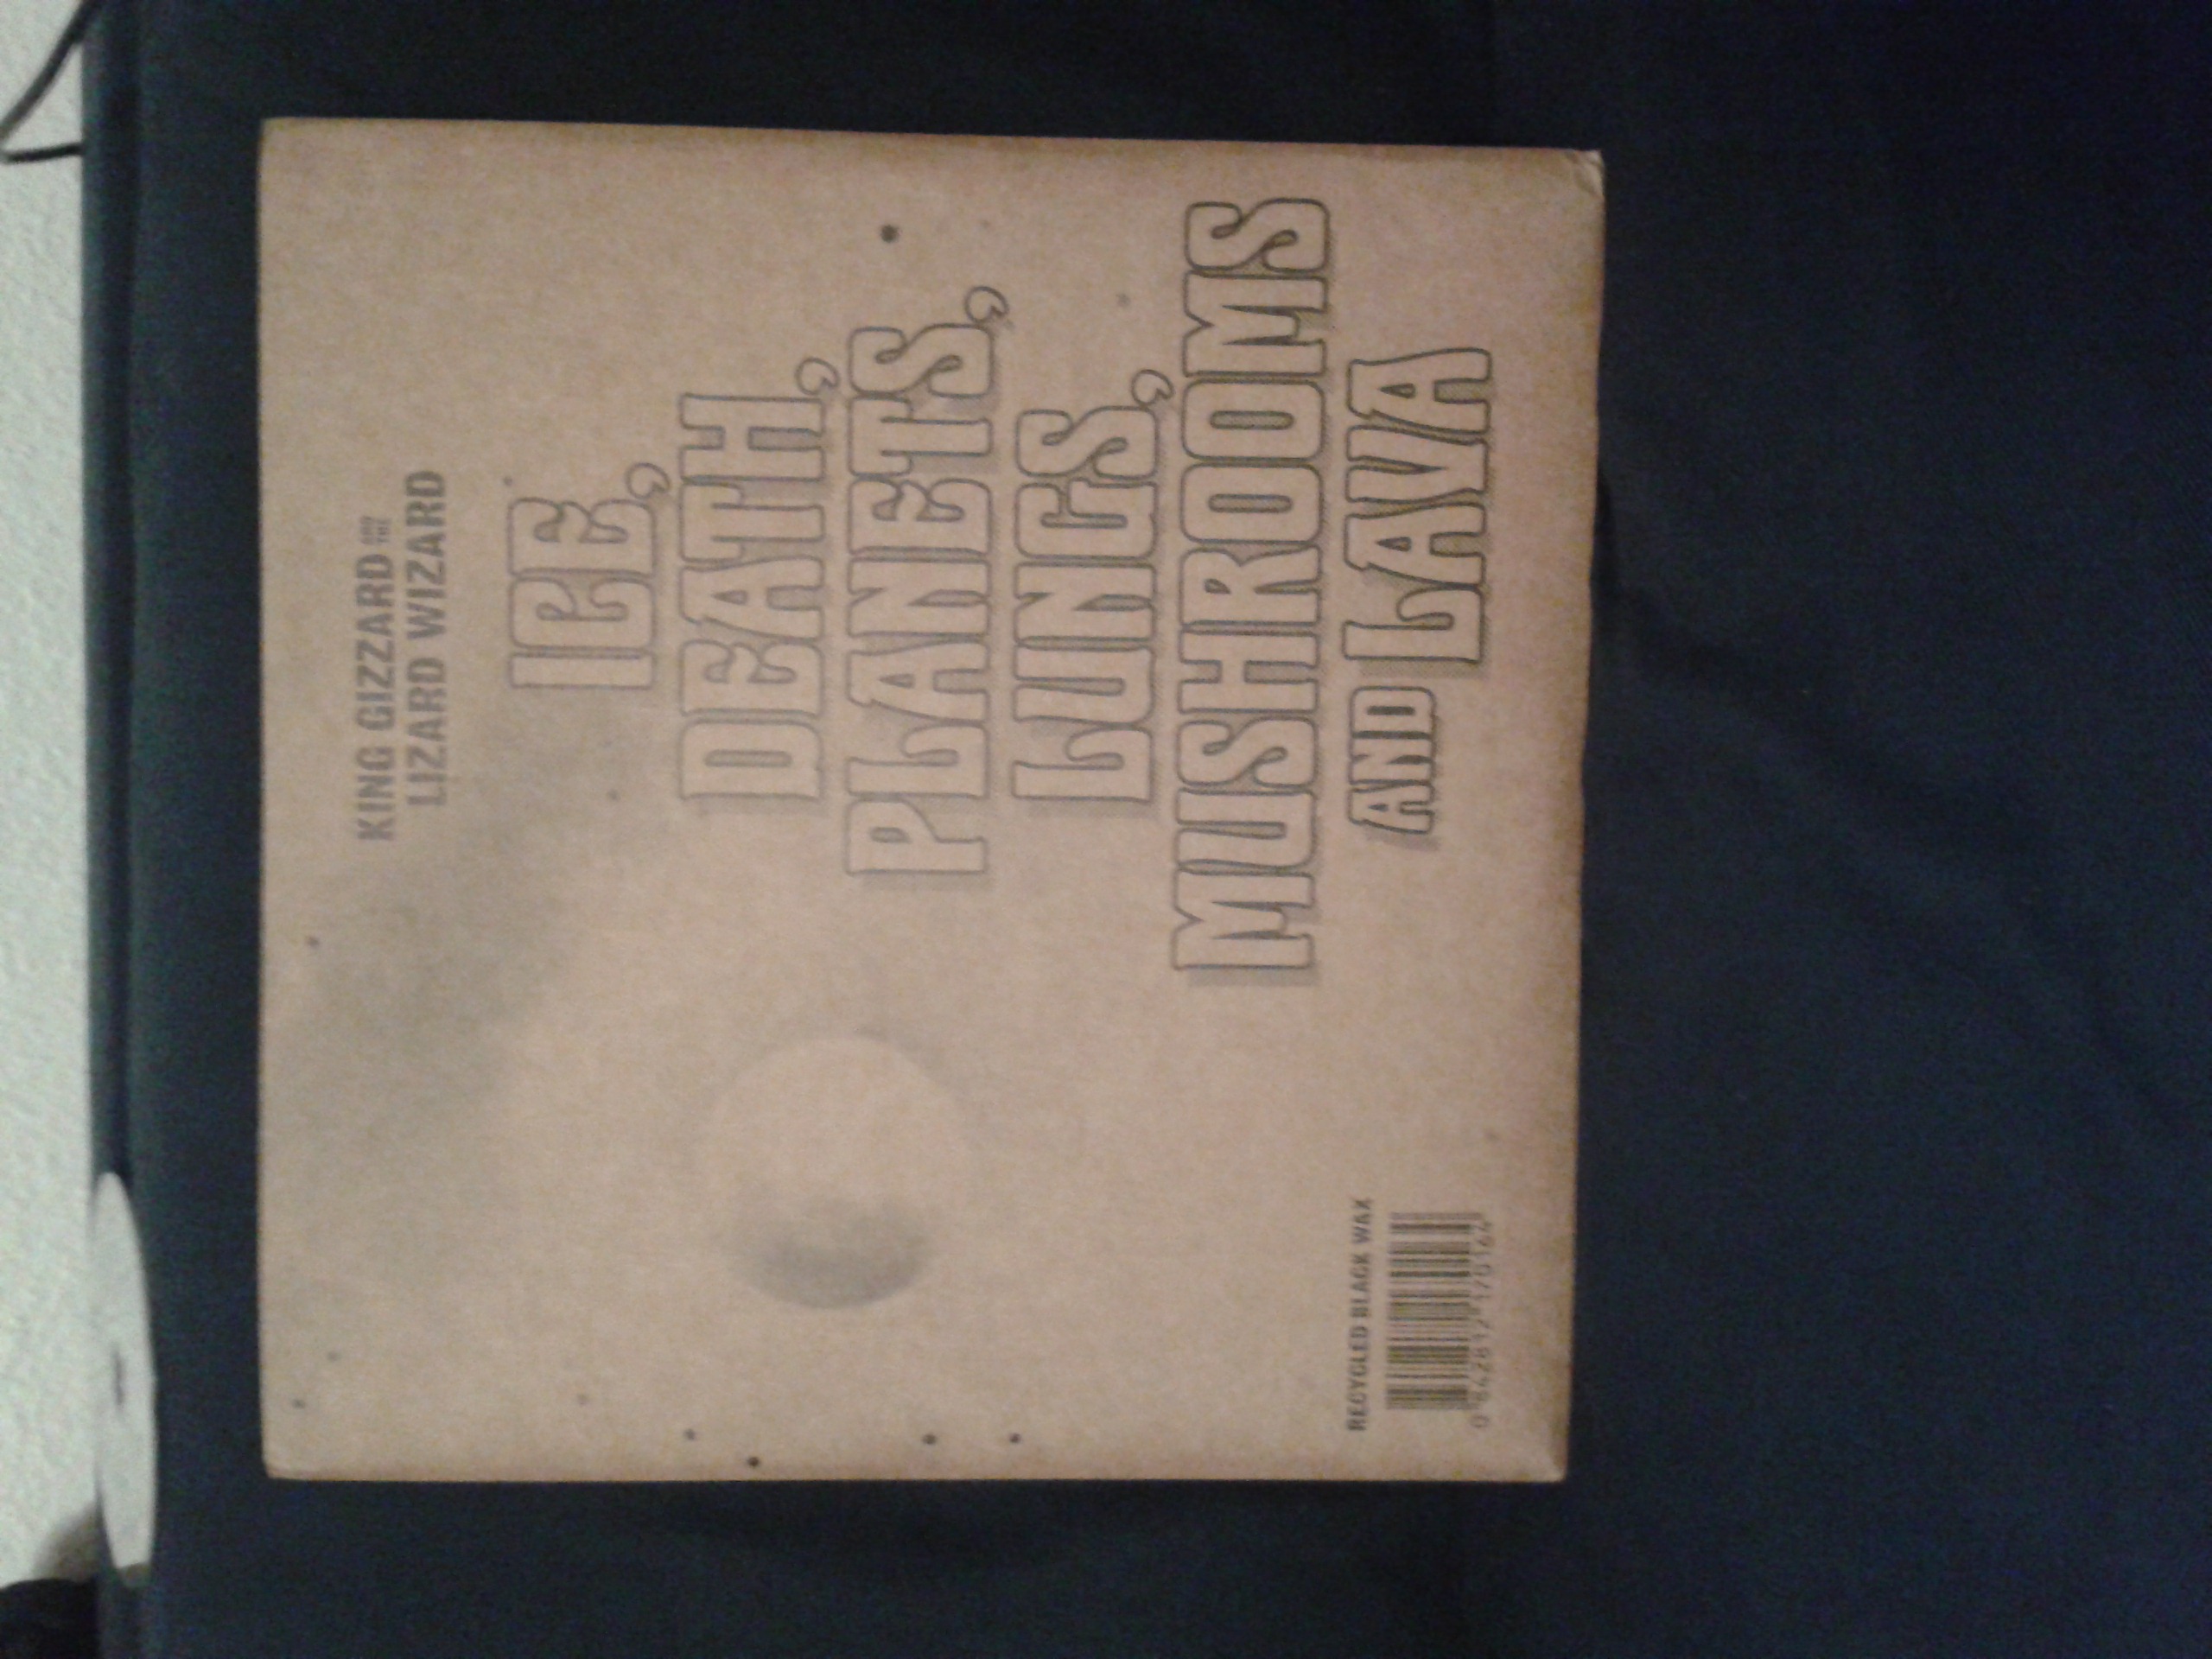 KING GIZZARD AND THE
LIZARD WIZARD
ICE,
DEATH,
PLANETS,
LUNGS,
MUSHROOMS
AND LAVA
RECYCLED BLACK WAX